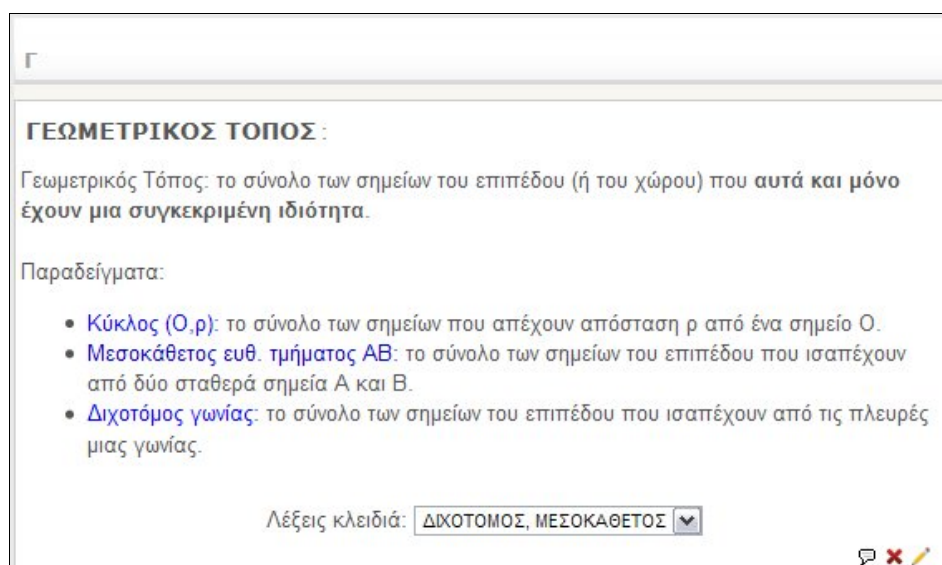 Γ
ΓΕΩΜΕΤΡΙΚΟΣ ΤΟΠΟΣ:
Γεωμετρικός Τόπος: το σύνολο των σημείων του επιπέδου (ή του χώρου) που αυτά και μόνο
έχουν μια συγκεκριμένη ιδιότητα.
Παραδείγματα:
• Κύκλος (Ο,ρ): το σύνολο των σημείων που απέχουν απόσταση ρ από ένα σημείο Ο.
• Μεσοκάθετος ευθ. τμήματος ΑΒ: το σύνολο των σημείων του επιπέδου που ισαπέχουν
από δύο σταθερά σημεία Α και Β.
• Διχοτόμος γωνίας: το σύνολο των σημείων του επιπέδου που ισαπέχουν από τις πλευρές
μιας γωνίας.
Λέξεις κλειδιά: ΔΙΧΟΤΟΜΟΣ, ΜΕΣΟΚΑΘΕΤΟΣ